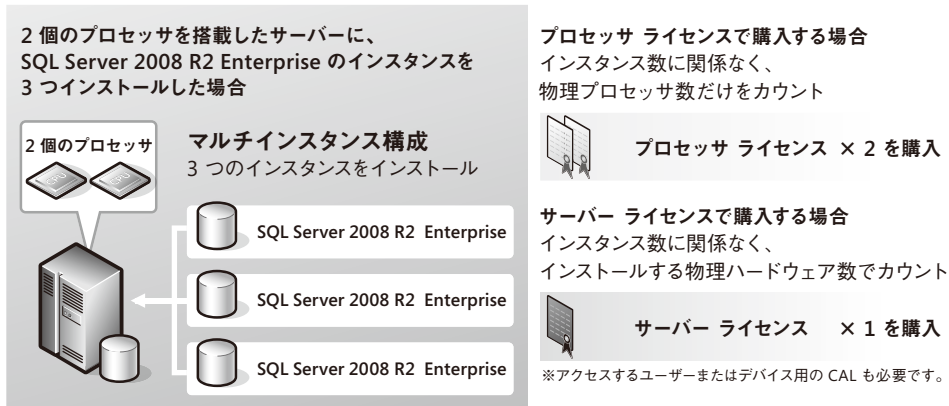 2 個のプロセッサを搭載したサーバーに、
SQL Server 2008 R2 Enterprise のインスタンスを
3 つインストールした場合
2 個のプロセッサ
CPU CPU
マルチインスタンス構成
3 つのインスタンスをインストール
SQL Server 2008 R2 Enterprise
SQL Server 2008 R2 Enterprise
SQL Server 2008 R2 Enterprise
プロセッサ ライセンスで購入する場合
インスタンス数に関係なく、
物理プロセッサ数だけをカウント
プロセッサ ライセンス × 2 を購入
サーバー ライセンスで購入する場合
インスタンス数に関係なく、
インストールする物理ハードウェア数でカウント
サーバー ライセンス × 1 を購入
※アクセスするユーザーまたはデバイス用の CAL も必要です。